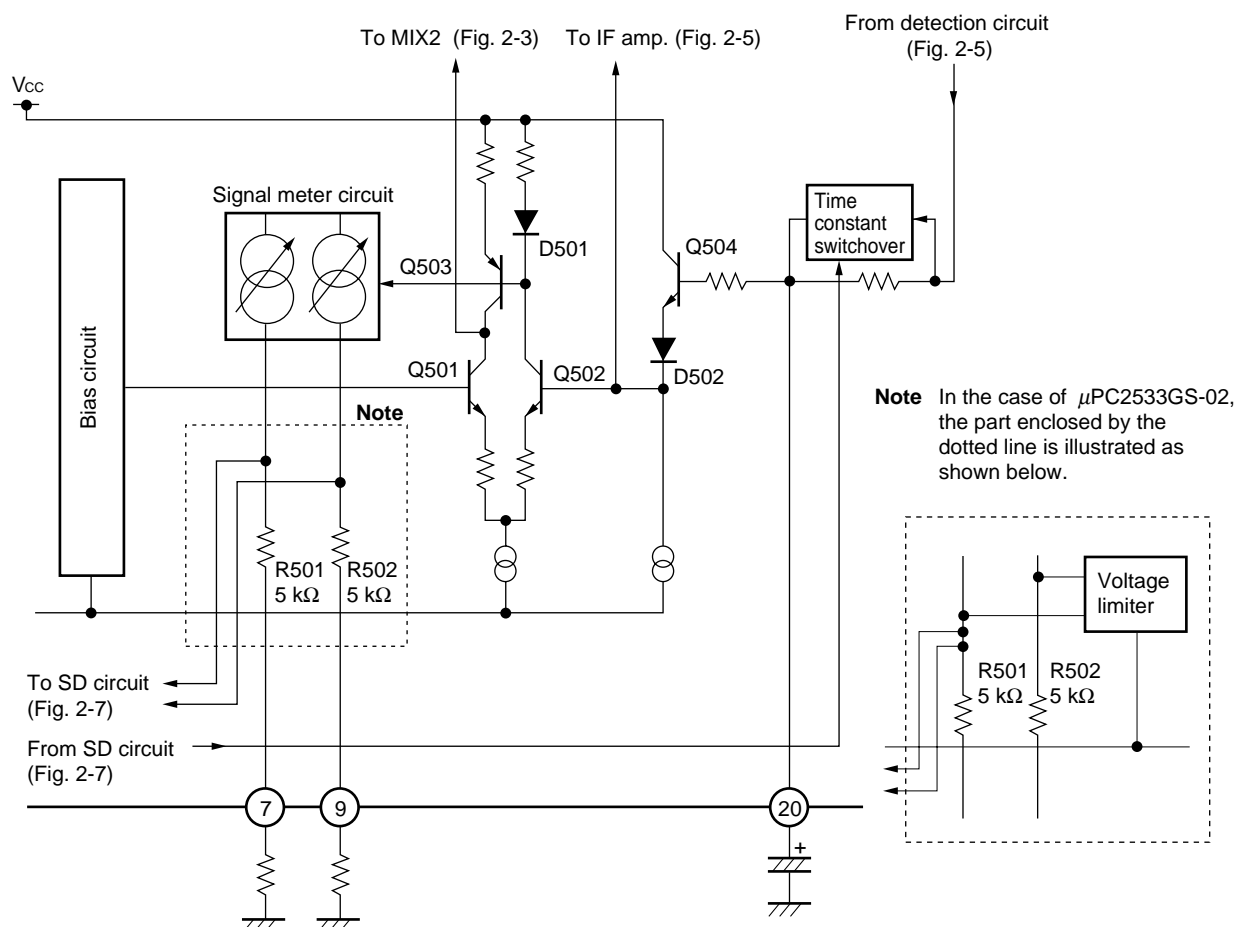 To MIX2 (Fig. 2-3)
To IF amp. (Fig. 2-5)
From detection circuit
(Fig. 2-5)
VCC
Bias circuit
Signal meter circuit
Q503
D501
Q504
Time
constant
switchover
Q501
Q502
D502
Note
R501
5 kΩ
R502
5 kΩ
Note In the case of μPC2533GS-02,
the part enclosed by the
dotted line is illustrated as
shown below.
Voltage
limiter
R501
5 kΩ
R502
5 kΩ
To SD circuit
(Fig. 2-7)
From SD circuit
(Fig. 2-7)
7
9
20
+